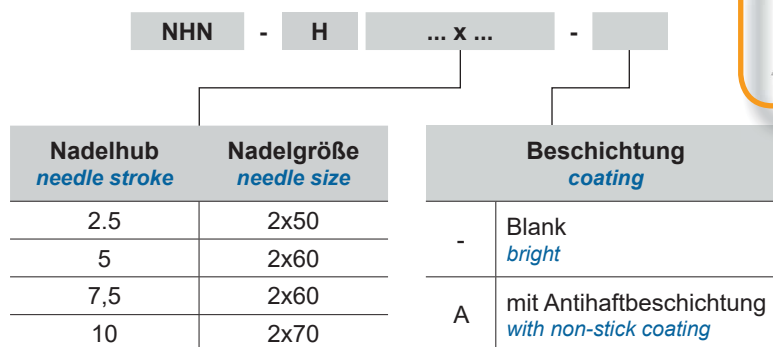 NHN - H ... x ... -
Nadelhub Nadelgröße
needle stroke needle size
2.5 2x50
5 2x60
7,5 2x60
10 2x70
Beschichtung
coating
- Blank
bright
A mit Antihaftbeschichtung
with non-stick coating